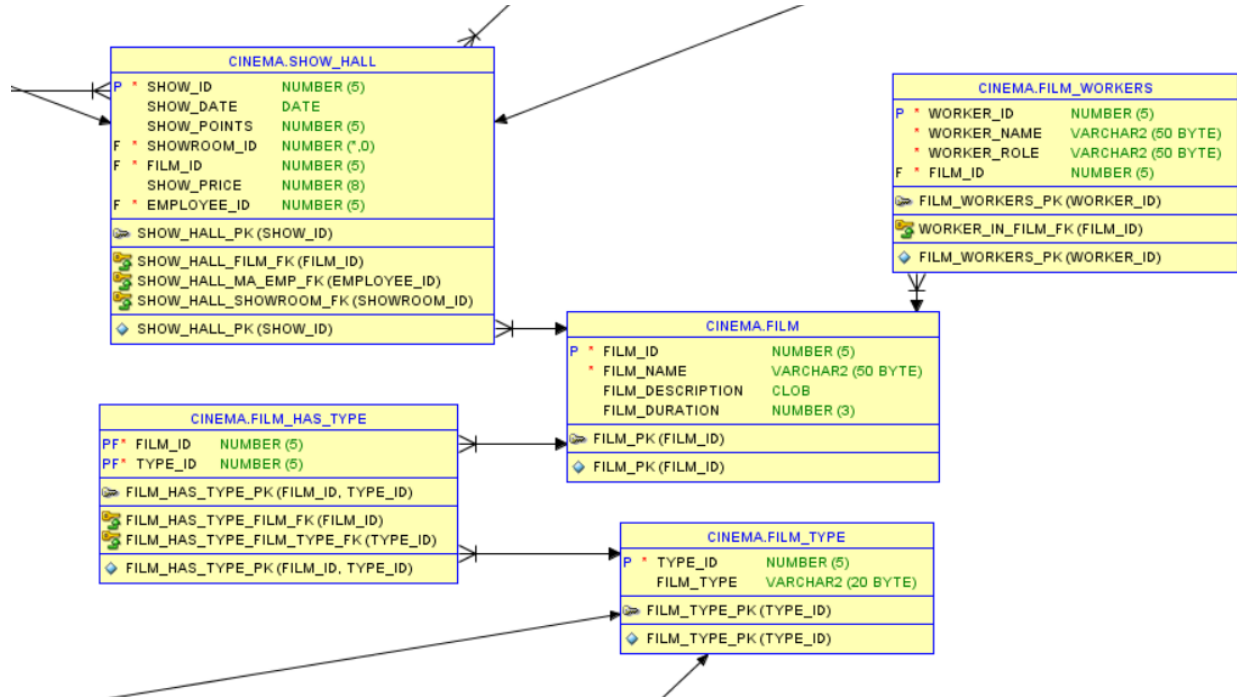 CINEMA.SHOW_HALL
P * SHOW_ID NUMBER (5)
SHOW_DATE DATE
SHOW_POINTS NUMBER (5)
F * SHOWROOM_ID NUMBER (*,0)
F * FILM_ID NUMBER (5)
SHOW_PRICE NUMBER (8)
F * EMPLOYEE_ID NUMBER (5)
SHOW_HALL_PK (SHOW_ID)
SHOW_HALL_FILM_FK (FILM_ID)
SHOW_HALL_MA_EMP_FK (EMPLOYEE_ID)
SHOW_HALL_SHOWROOM_FK (SHOWROOM_ID)
SHOW_HALL_PK (SHOW_ID)
CINEMA.FILM_WORKERS
P * WORKER_ID NUMBER (5)
* WORKER_NAME VARCHAR2 (50 BYTE)
* WORKER_ROLE VARCHAR2 (50 BYTE)
F * FILM_ID NUMBER (5)
FILM_WORKERS_PK (WORKER_ID)
WORKER_IN_FILM_FK (FILM_ID)
FILM_WORKERS_PK (WORKER_ID)
CINEMA.FILM
P * FILM_ID NUMBER (5)
* FILM_NAME VARCHAR2 (50 BYTE)
FILM_DESCRIPTION CLOB
FILM_DURATION NUMBER (3)
FILM_PK (FILM_ID)
FILM_PK (FILM_ID)
CINEMA.FILM_HAS_TYPE
PF* FILM_ID NUMBER (5)
PF* TYPE_ID NUMBER (5)
FILM_HAS_TYPE_PK (FILM_ID, TYPE_ID)
FILM_HAS_TYPE_FILM_FK (FILM_ID)
FILM_HAS_TYPE_FILM_TYPE_FK (TYPE_ID)
FILM_HAS_TYPE_PK (FILM_ID, TYPE_ID)
CINEMA.FILM_TYPE
P * TYPE_ID NUMBER (5)
FILM_TYPE VARCHAR2 (20 BYTE)
FILM_TYPE_PK (TYPE_ID)
FILM_TYPE_PK (TYPE_ID)